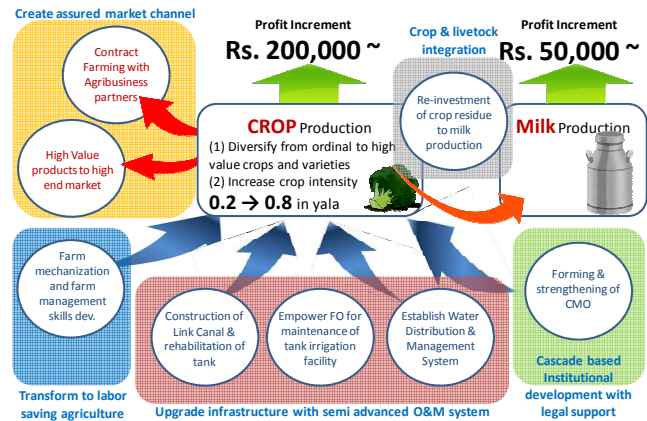 Create assured market channel
Contract
Farming with
Agribusiness
partners
High Value
products to high
end market
Profit Increment
Rs. 200,000 ~
Crop & livetock
integration
Profit Increment
Rs. 50,000 ~
CROP Production
(1) Diversify from ordinal to high
value crops and varieties
(2) Increase crop intensity
0.2 → 0.8 in yala
Re-investment
of crop residue
to milk
production
Milk Production
Farm
mechanization
and farm
management
skills dev.
Transform to labor
saving agriculture
Construction of
Link Canal &
rehabilitation of
tank
Empower FO for
maintenance of
tank irrigation
facility
Establish Water
Distribution &
Management
System
Upgrade infrastructure with semi advanced O&M system
Forming &
strengthening of
CMO
Cascade based
Institutional
development with
legal support